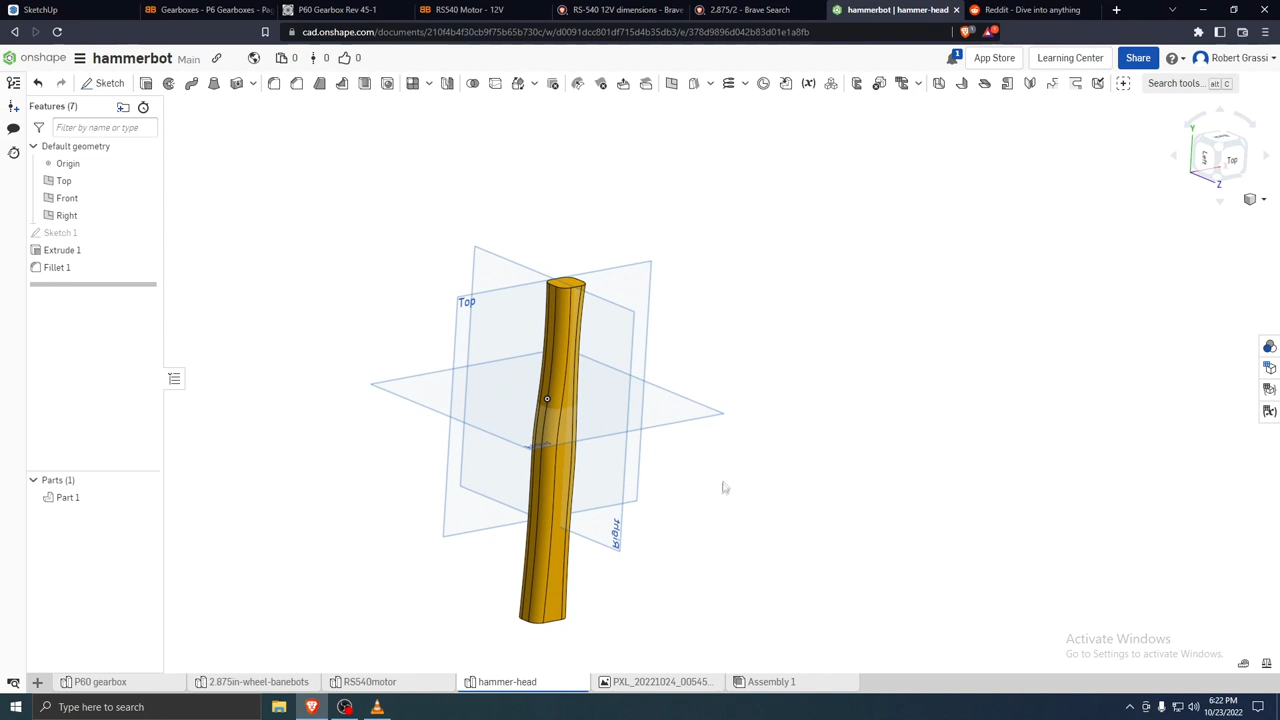 SketchUp
Gearboxes - P6 Gearboxes - Pa
P60 Gearbox Rev 45-1
RS540 Motor - 12V
RS-540 12V dimensions - Brave
2.875/2 - Brave Search
hammerbot | hammer-head
Reddit - Dive into anything
cad.onshape.com/documents/210f4b4f30cb9f75b65b730c/w/0091dcc801df715d4b35db3/e/378d9896d042b83d01e1a8fb
onshape
hammerbot Main
0
0
0
1
App Store
Learning Center
Share
Robert Grassi
Sketch
Search tools...
alt C
Features (7)
Filter by name or type
Default geometry
Origin
Top
Front
Right
Sketch 1
Extrude 1
Fillet 1
Parts (1)
Part 1
Top
Right
Y
Z
Left
Top
Activate Windows
Go to Settings to activate Windows.
P60 gearbox
2.875in-wheel-banebots
RS540motor
hammer-head
PXL_20221024_00545...
Assembly 1
Type here to search
6:22 PM
10/23/2022